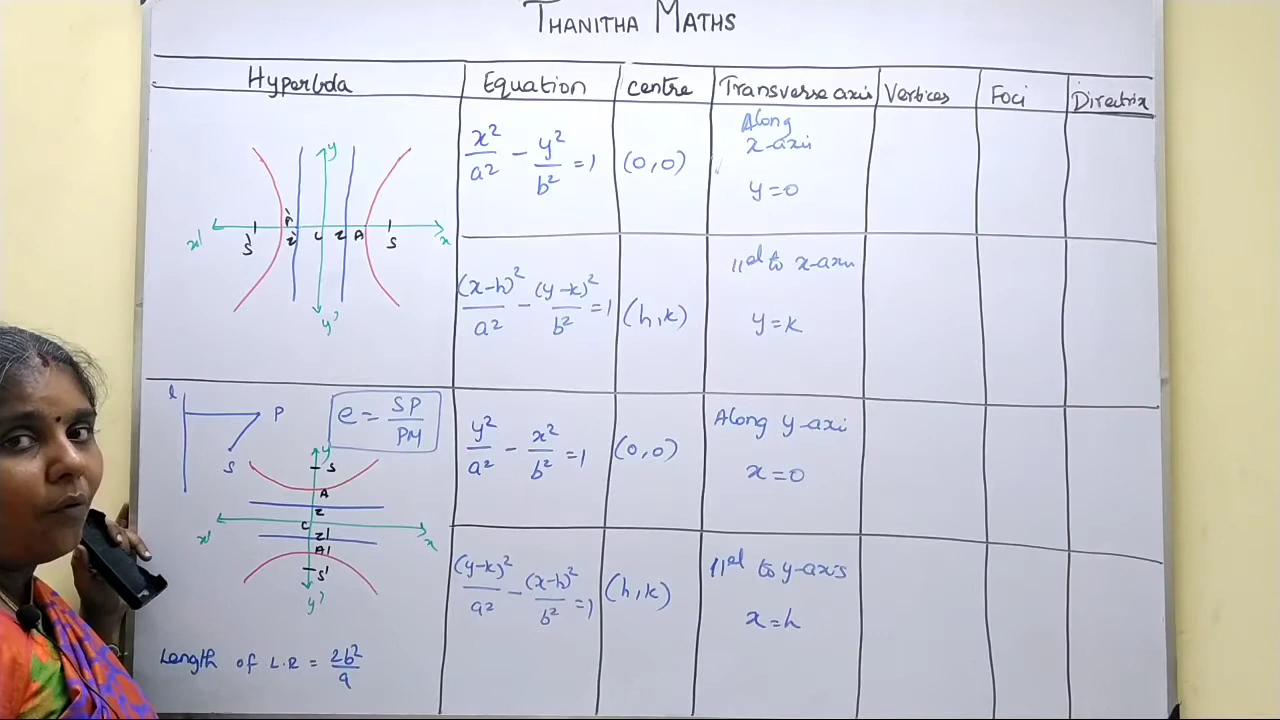 THANITHA MATHS
Hyperbola Equation centre Transverse axis Vertices Foci Directrix
x²/a² - y²/b² = 1 (0,0) Along x-axis y=0
y
x' S' A' Z' C Z A S x
y'
(x-h)²/a² - (y-k)²/b² = 1 (h,k) ||el to x-axis y=k
l P S
e = SP/PM
y²/a² - x²/b² = 1 (0,0) Along y-axis x=0
y S
A
Z
x' C x
Z'
A'
S'
y'
(y-k)²/a² - (x-h)²/b² = 1 (h,k) ||el to y-axis x=h
Length of L.R = 2b²/a